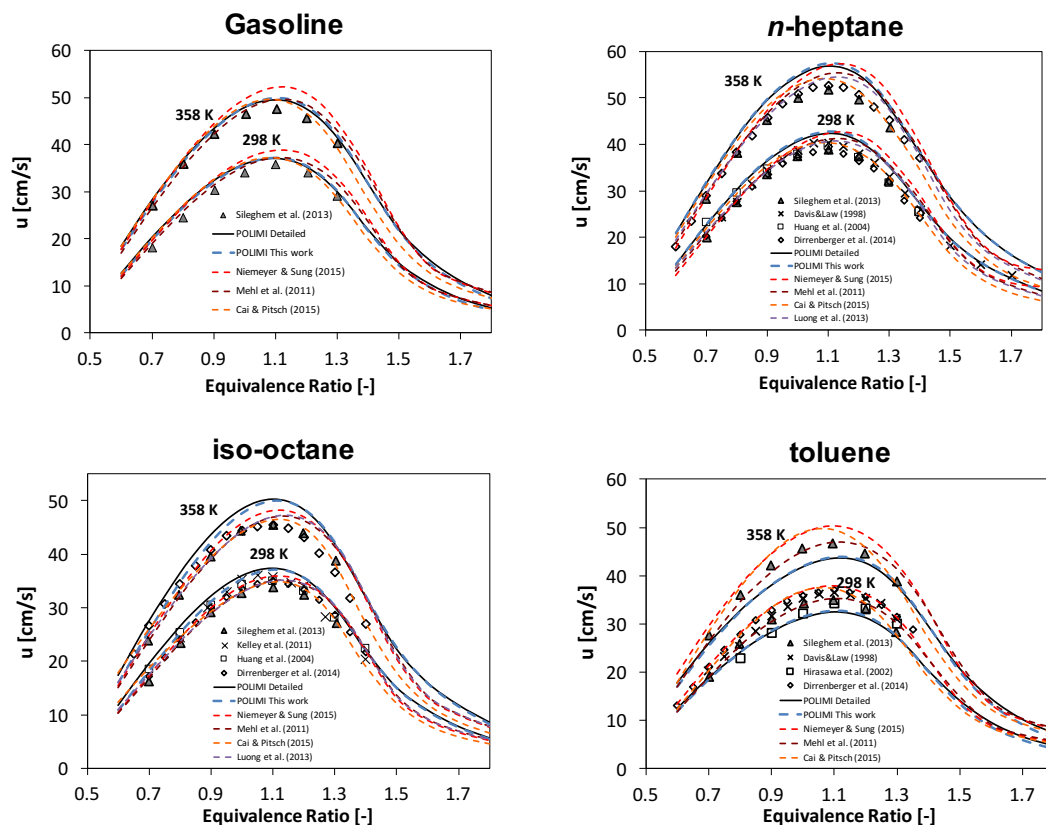 Gasoline
60
50
40
30
20
10
0
u [cm/s]
358 K
298 K
Sileghem et al. (2013)
POLIMI Detailed
POLIMI This work
Niemeyer & Sung (2015)
Mehl et al. (2011)
Cai & Pitsch (2015)
0.5 0.7 0.9 1.1 1.3 1.5 1.7
Equivalence Ratio [-]
n-heptane
60
50
40
30
20
10
0
u [cm/s]
358 K
298 K
Sileghem et al. (2013)
Davis&Law (1998)
Huang et al. (2004)
Dirrenberger et al. (2014)
POLIMI Detailed
POLIMI This work
Niemeyer & Sung (2015)
Mehl et al. (2011)
Cai & Pitsch (2015)
Luong et al. (2013)
0.5 0.7 0.9 1.1 1.3 1.5 1.7
Equivalence Ratio [-]
iso-octane
50
40
30
20
10
0
u [cm/s]
358 K
298 K
Sileghem et al. (2013)
Kelley et al. (2011)
Huang et al. (2004)
Dirrenberger et al. (2014)
POLIMI Detailed
POLIMI This work
Niemeyer & Sung (2015)
Mehl et al. (2011)
Cai & Pitsch (2015)
Luong et al. (2013)
0.5 0.7 0.9 1.1 1.3 1.5 1.7
Equivalence Ratio [-]
toluene
60
50
40
30
20
10
0
u [cm/s]
358 K
298 K
Sileghem et al. (2013)
Davis&Law (1998)
Hirasawa et al. (2002)
Dirrenberger et al. (2014)
POLIMI Detailed
POLIMI This work
Niemeyer & Sung (2015)
Mehl et al. (2011)
Cai & Pitsch (2015)
0.5 0.7 0.9 1.1 1.3 1.5 1.7
Equivalence Ratio [-]